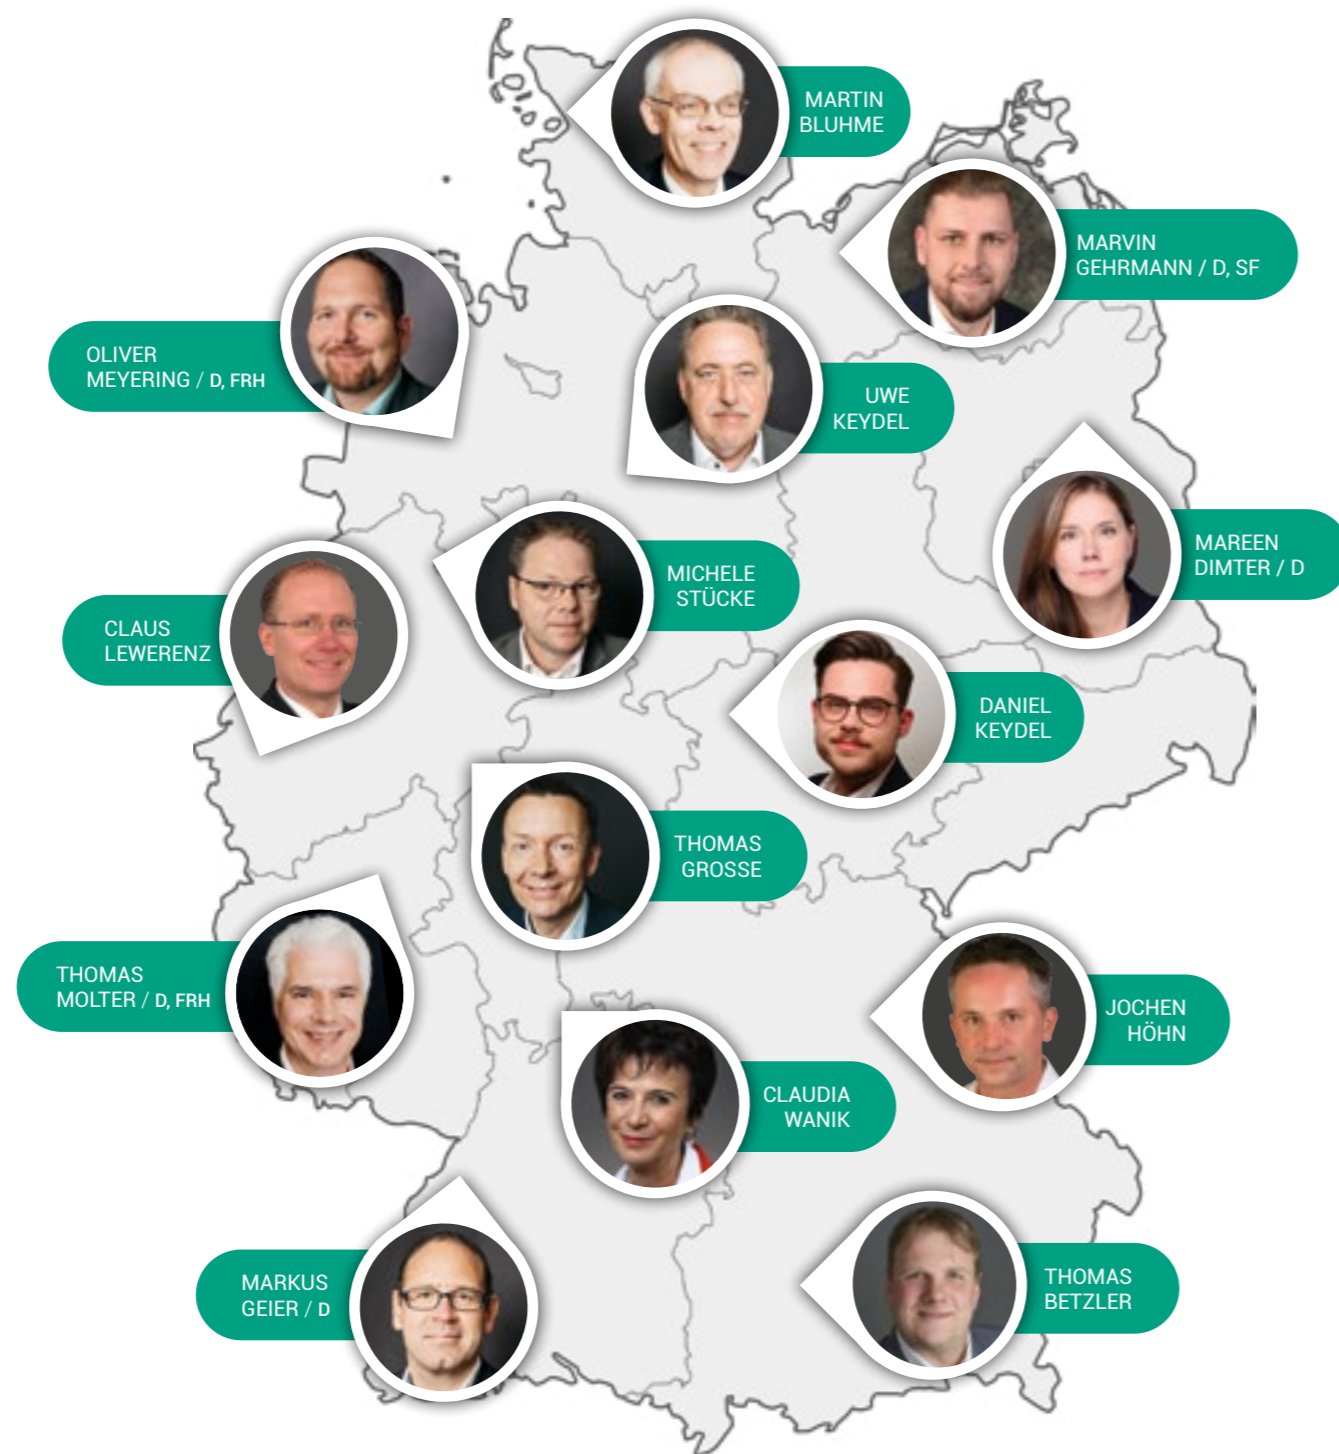 MARTIN
BLUHME
MARVIN
GEHRMANN / D, SF
OLIVER
MEYERING / D, FRH
UWE
KEYDEL
MAREEN
DIMTER / D
MICHELE
STÜCKE
CLAUS
LEWERENZ
DANIEL
KEYDEL
THOMAS
GROSSE
THOMAS
MOLTER / D, FRH
JOCHEN
HÖHN
CLAUDIA
WANIK
MARKUS
GEIER / D
THOMAS
BETZLER